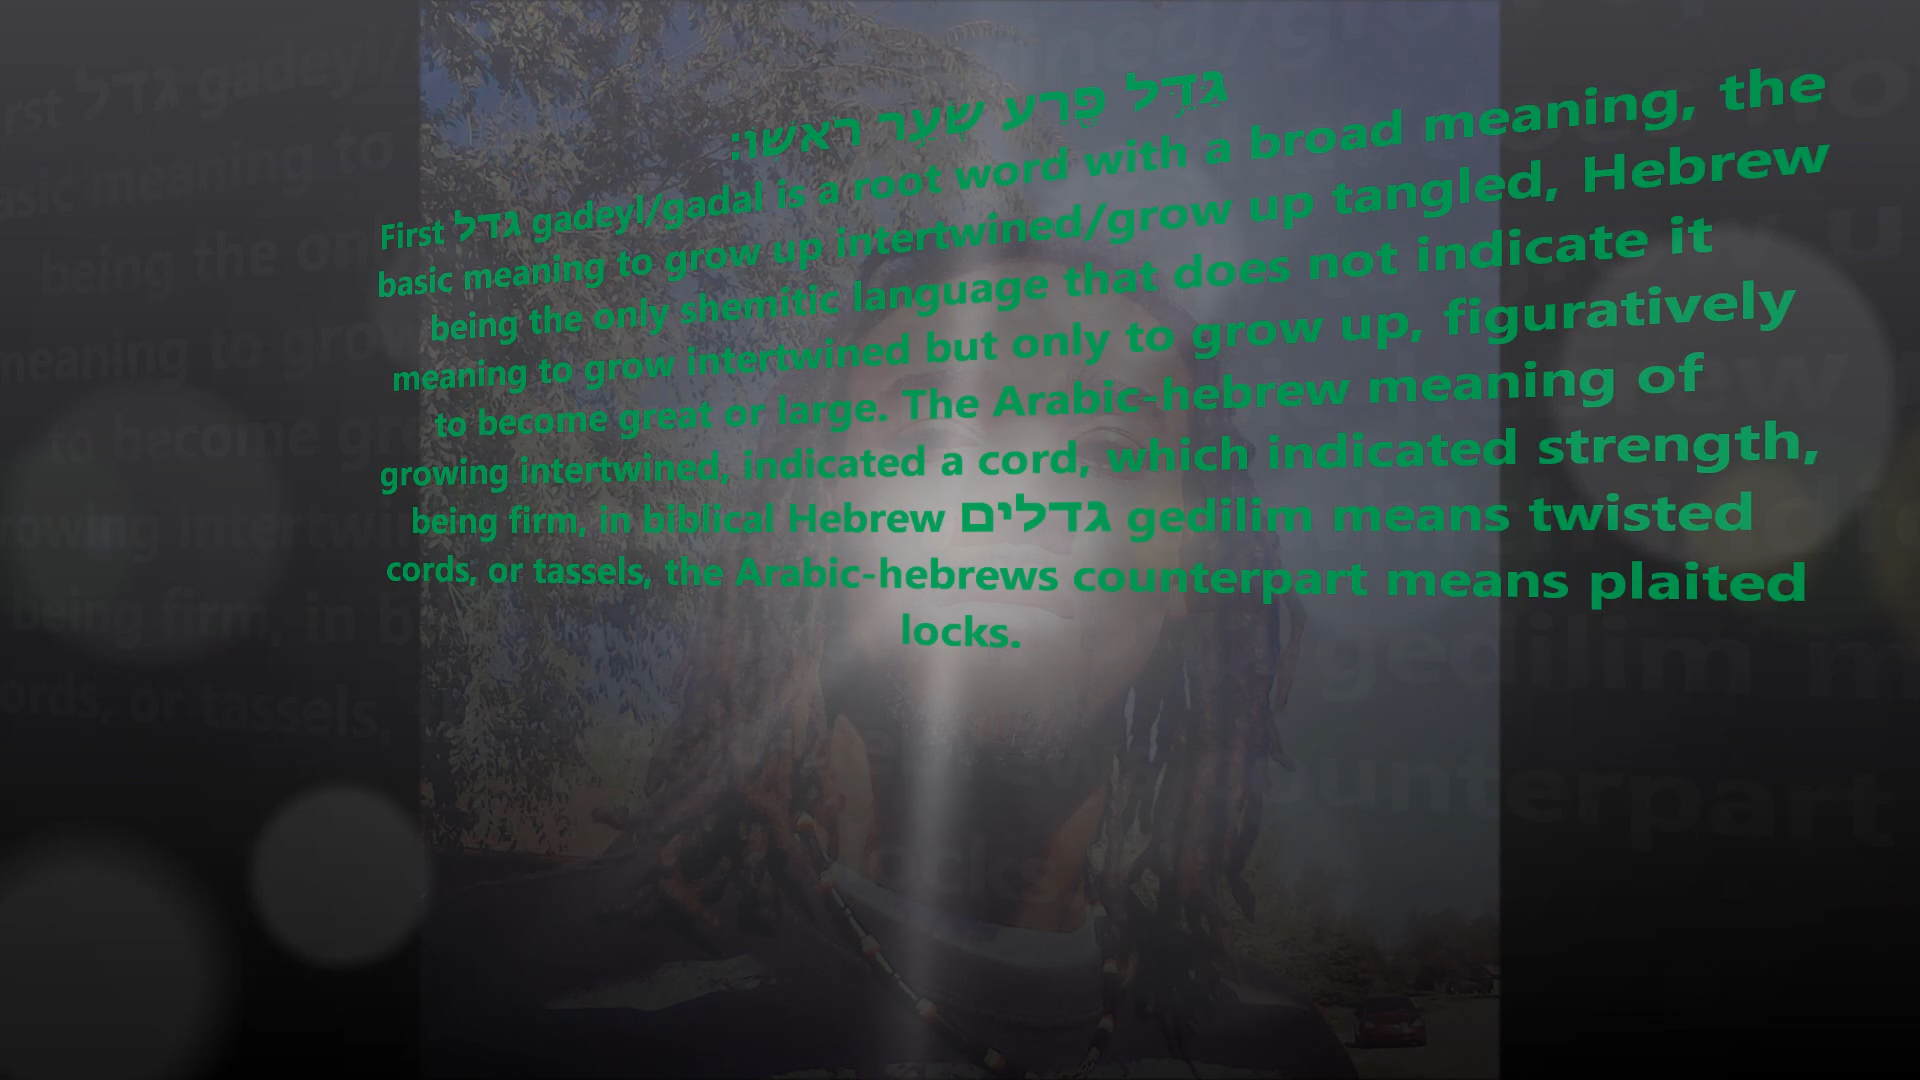 גַּדֵּ֥ל פֶּ֖רַע שְׂעַ֥ר רֹאשֽׁוֹ׃
First גדל gadeyl/gadal is a root word with a broad meaning, the
basic meaning to grow up intertwined/grow up tangled, Hebrew
being the only shemitic language that does not indicate it
meaning to grow intertwined but only to grow up, figuratively
to become great or large. The Arabic-hebrew meaning of
growing intertwined, indicated a cord, which indicated strength,
being firm, in biblical Hebrew גדלים gedilim means twisted
cords, or tassels, the Arabic-hebrews counterpart means plaited
locks.